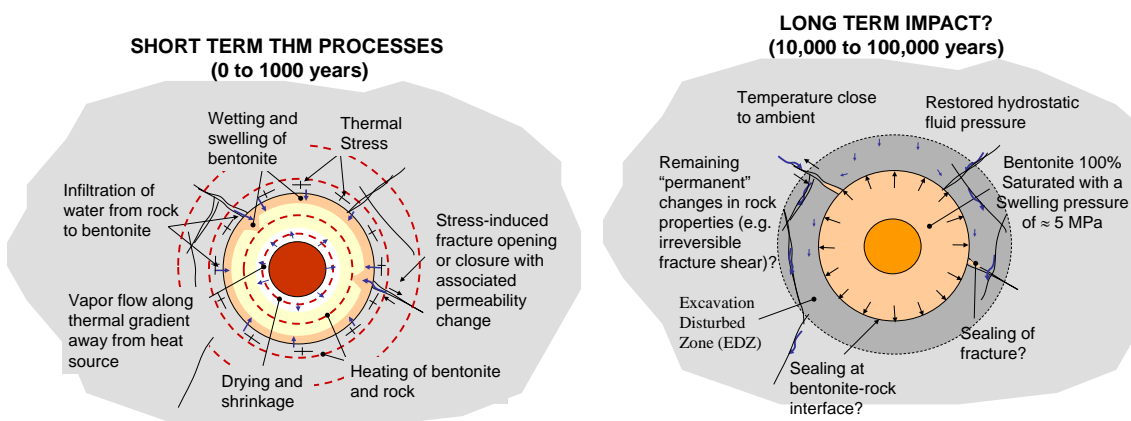 SHORT TERM THM PROCESSES
(0 to 1000 years)
Wetting and
swelling of
bentonite
Thermal
Stress
Infiltration of
water from rock
to bentonite
Stress-induced
fracture opening
or closure with
associated
permeability
change
Vapor flow along
thermal gradient
away from heat
source
Drying and
shrinkage
Heating of bentonite
and rock
LONG TERM IMPACT?
(10,000 to 100,000 years)
Temperature close
to ambient
Restored hydrostatic
fluid pressure
Remaining
“permanent”
changes in rock
properties (e.g.
irreversible
fracture shear)?
Bentonite 100%
Saturated with a
Swelling pressure
of ≈ 5 MPa
Excavation
Disturbed
Zone (EDZ)
Sealing of
fracture?
Sealing at
bentonite-rock
interface?